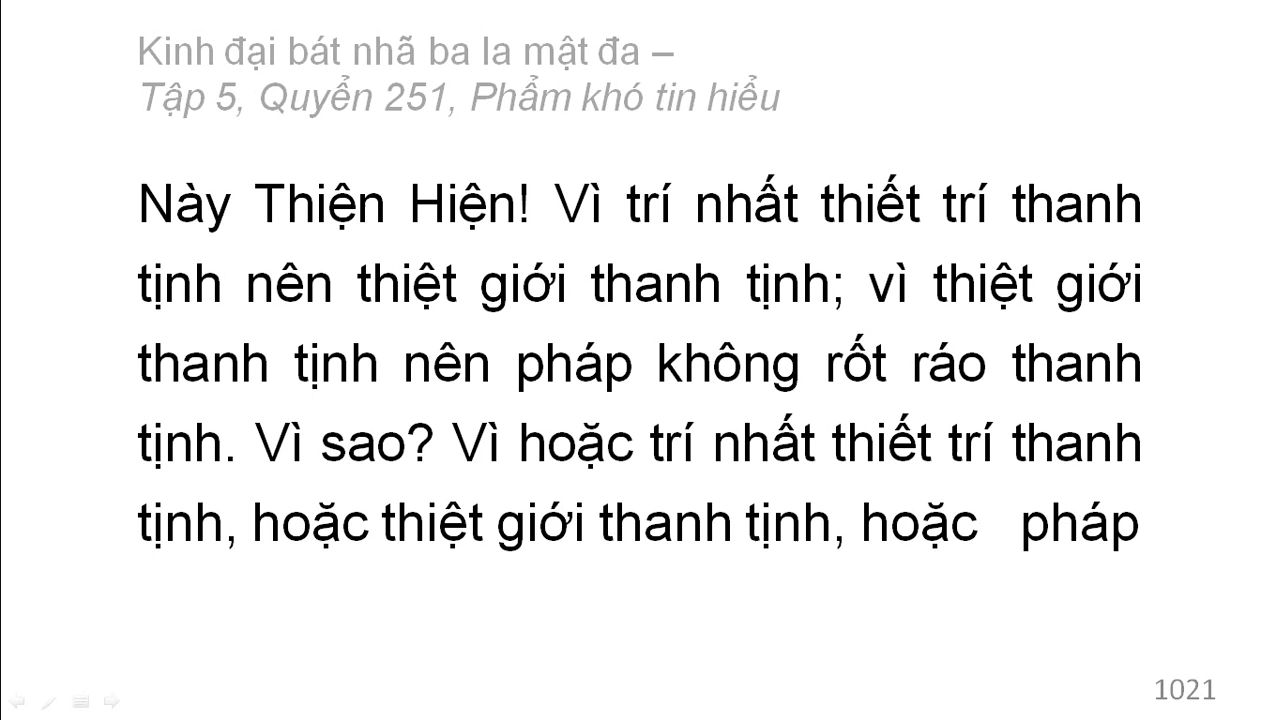 Kinh đại bát nhã ba la mật đa –
Tập 5, Quyển 251, Phẩm khó tin hiểu
Này Thiện Hiện! Vì trí nhất thiết trí thanh
tịnh nên thiệt giới thanh tịnh; vì thiệt giới
thanh tịnh nên pháp không rốt ráo thanh
tịnh. Vì sao? Vì hoặc trí nhất thiết trí thanh
tịnh, hoặc thiệt giới thanh tịnh, hoặc pháp
1021